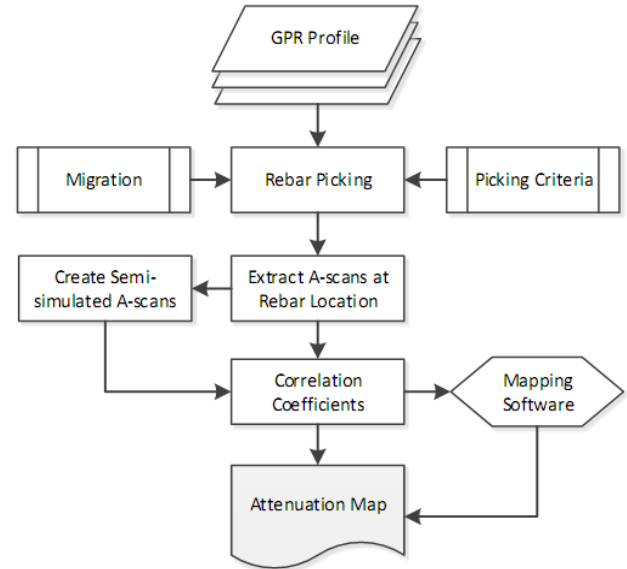 GPR Profile
Migration
Rebar Picking
Picking Criteria
Create Semi-
simulated A-scans
Extract A-scans at
Rebar Location
Correlation
Coefficients
Mapping
Software
Attenuation Map